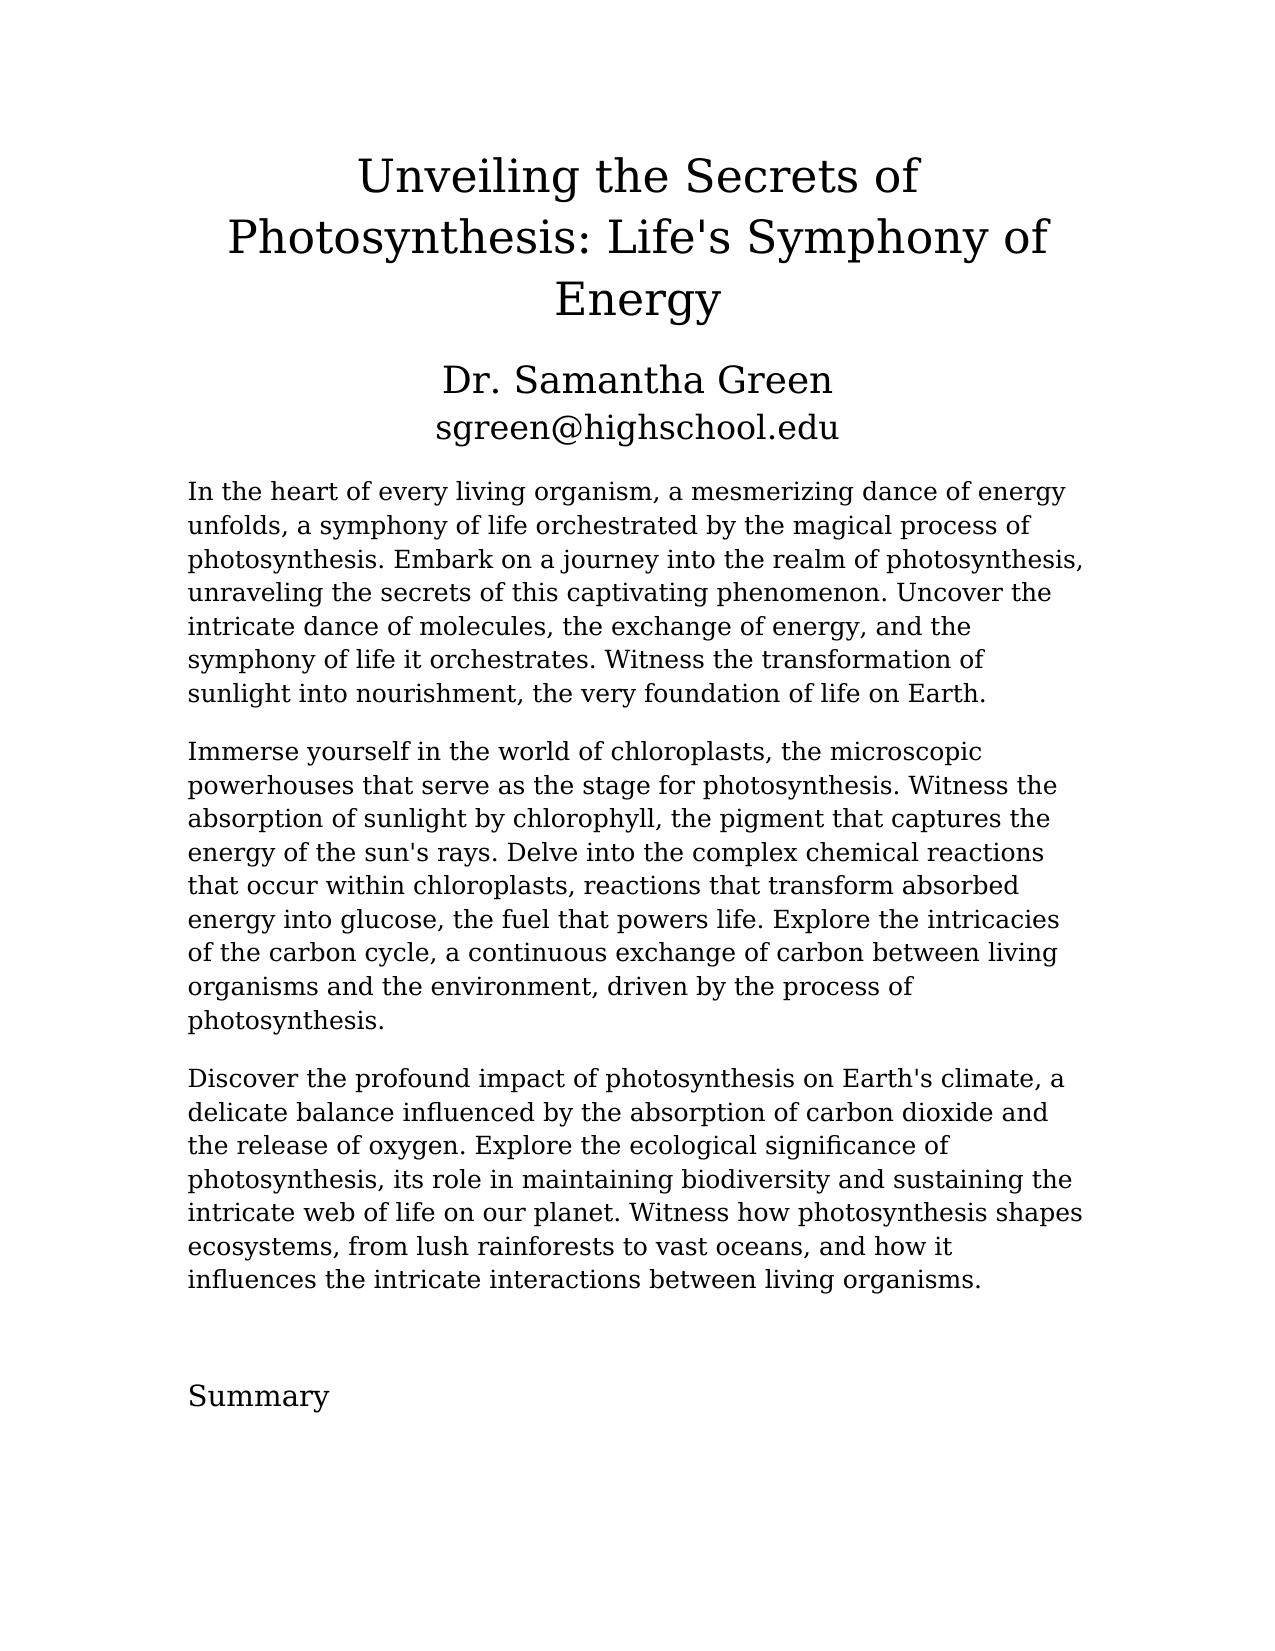 Unveiling the Secrets of
Photosynthesis: Life's Symphony of
Energy
Dr. Samantha Green
sgreen@highschool.edu
In the heart of every living organism, a mesmerizing dance of energy
unfolds, a symphony of life orchestrated by the magical process of
photosynthesis. Embark on a journey into the realm of photosynthesis,
unraveling the secrets of this captivating phenomenon. Uncover the
intricate dance of molecules, the exchange of energy, and the
symphony of life it orchestrates. Witness the transformation of
sunlight into nourishment, the very foundation of life on Earth.
Immerse yourself in the world of chloroplasts, the microscopic
powerhouses that serve as the stage for photosynthesis. Witness the
absorption of sunlight by chlorophyll, the pigment that captures the
energy of the sun's rays. Delve into the complex chemical reactions
that occur within chloroplasts, reactions that transform absorbed
energy into glucose, the fuel that powers life. Explore the intricacies
of the carbon cycle, a continuous exchange of carbon between living
organisms and the environment, driven by the process of
photosynthesis.
Discover the profound impact of photosynthesis on Earth's climate, a
delicate balance influenced by the absorption of carbon dioxide and
the release of oxygen. Explore the ecological significance of
photosynthesis, its role in maintaining biodiversity and sustaining the
intricate web of life on our planet. Witness how photosynthesis shapes
ecosystems, from lush rainforests to vast oceans, and how it
influences the intricate interactions between living organisms.
Summary